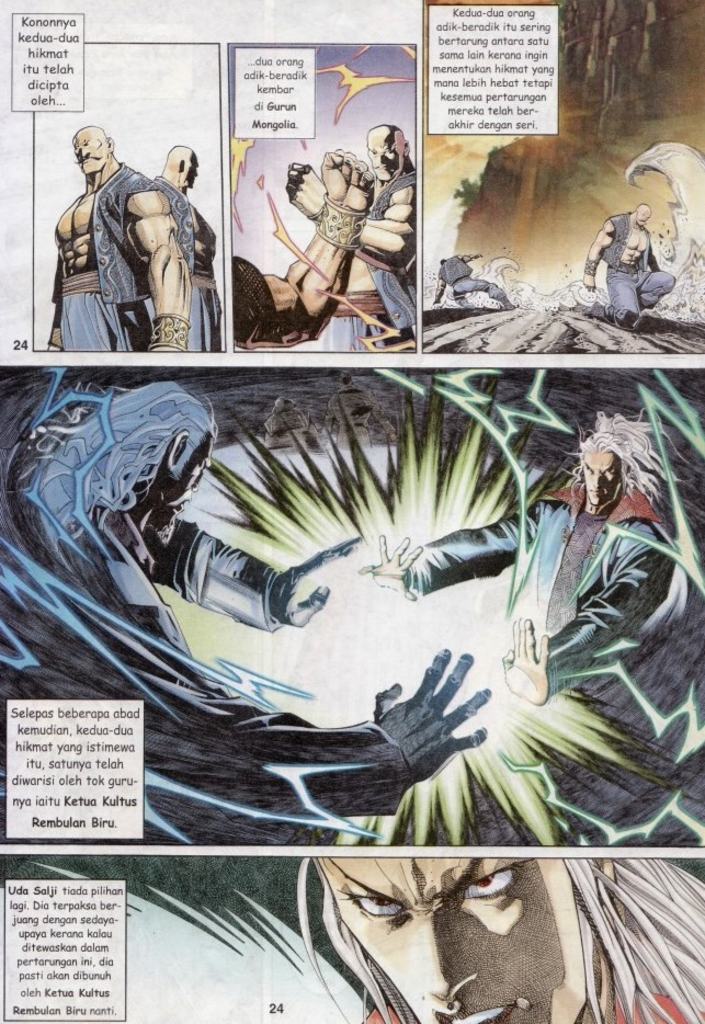 Kononnya
kedua-dua
hikmat
itu telah
dicipta
oleh...
...dua orang
adik-beradik
kembar
di Gurun
Mongolia.
Kedua-dua orang
adik-beradik itu sering
bertarung antara satu
sama lain kerana ingin
menentukan hikmat yang
mana lebih hebat tetapi
kesemua pertarungan
mereka telah ber-
akhir dengan seri.
24
Selepas beberapa abad
kemudian, kedua-dua
hikmat yang istimewa
itu, satunya telah
diwarisi oleh tok guru-
nya iaitu Ketua Kultus
Rembulan Biru.
Uda Salji tiada pilihan
lagi. Dia terpaksa ber-
juang dengan sedaya-
upaya kerana kalau
ditewaskan dalam
pertarungan ini, dia
pasti akan dibunuh
oleh Ketua Kultus
Rembulan Biru nanti.
24